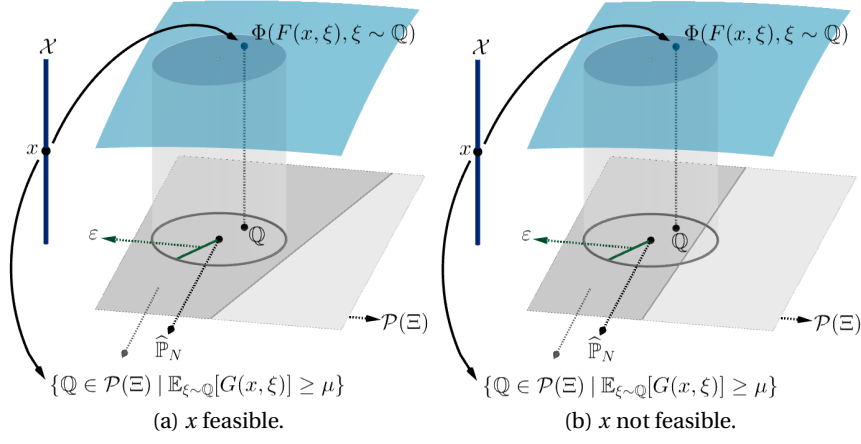 𝒳
Φ(F(x, ξ), ξ ∼ ℚ)
x
ε
ℚ
𝒫(Ξ)
ℙ̂_N
{ℚ ∈ 𝒫(Ξ) | 𝔼_{ξ∼ℚ}[G(x, ξ)] ≥ μ}
(a) x feasible.
𝒳
Φ(F(x, ξ), ξ ∼ ℚ)
x
ε
ℚ
𝒫(Ξ)
ℙ̂_N
{ℚ ∈ 𝒫(Ξ) | 𝔼_{ξ∼ℚ}[G(x, ξ)] ≥ μ}
(b) x not feasible.